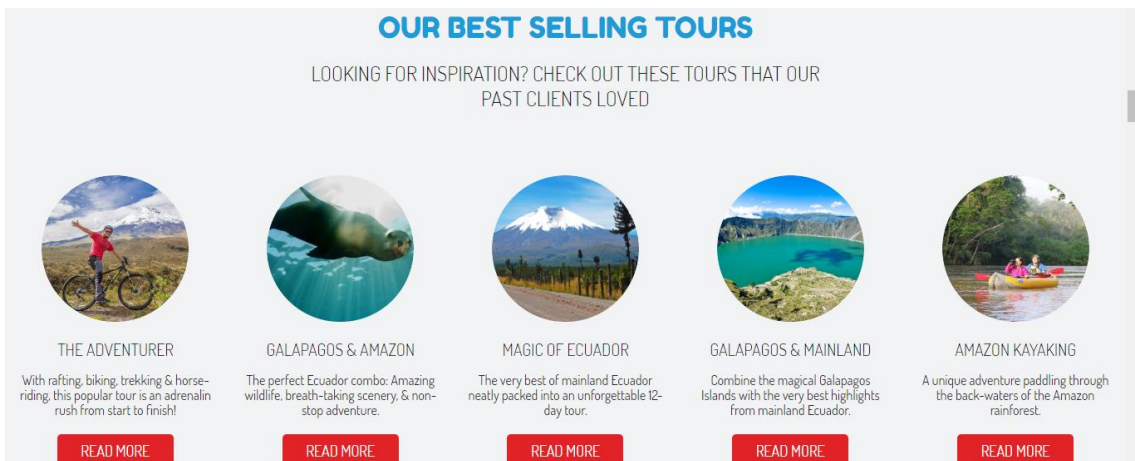 OUR BEST SELLING TOURS
LOOKING FOR INSPIRATION? CHECK OUT THESE TOURS THAT OUR
PAST CLIENTS LOVED
THE ADVENTURER
With rafting, biking, trekking & horse-
riding, this popular tour is an adrenalin
rush from start to finish!
READ MORE
GALAPAGOS & AMAZON
The perfect Ecuador combo: Amazing
wildlife, breath-taking scenery, & non-
stop adventure.
READ MORE
MAGIC OF ECUADOR
The very best of mainland Ecuador
neatly packed into an unforgettable 12-
day tour.
READ MORE
GALAPAGOS & MAINLAND
Combine the magical Galapagos
Islands with the very best highlights
from mainland Ecuador.
READ MORE
AMAZON KAYAKING
A unique adventure paddling through
the back-waters of the Amazon
rainforest.
READ MORE